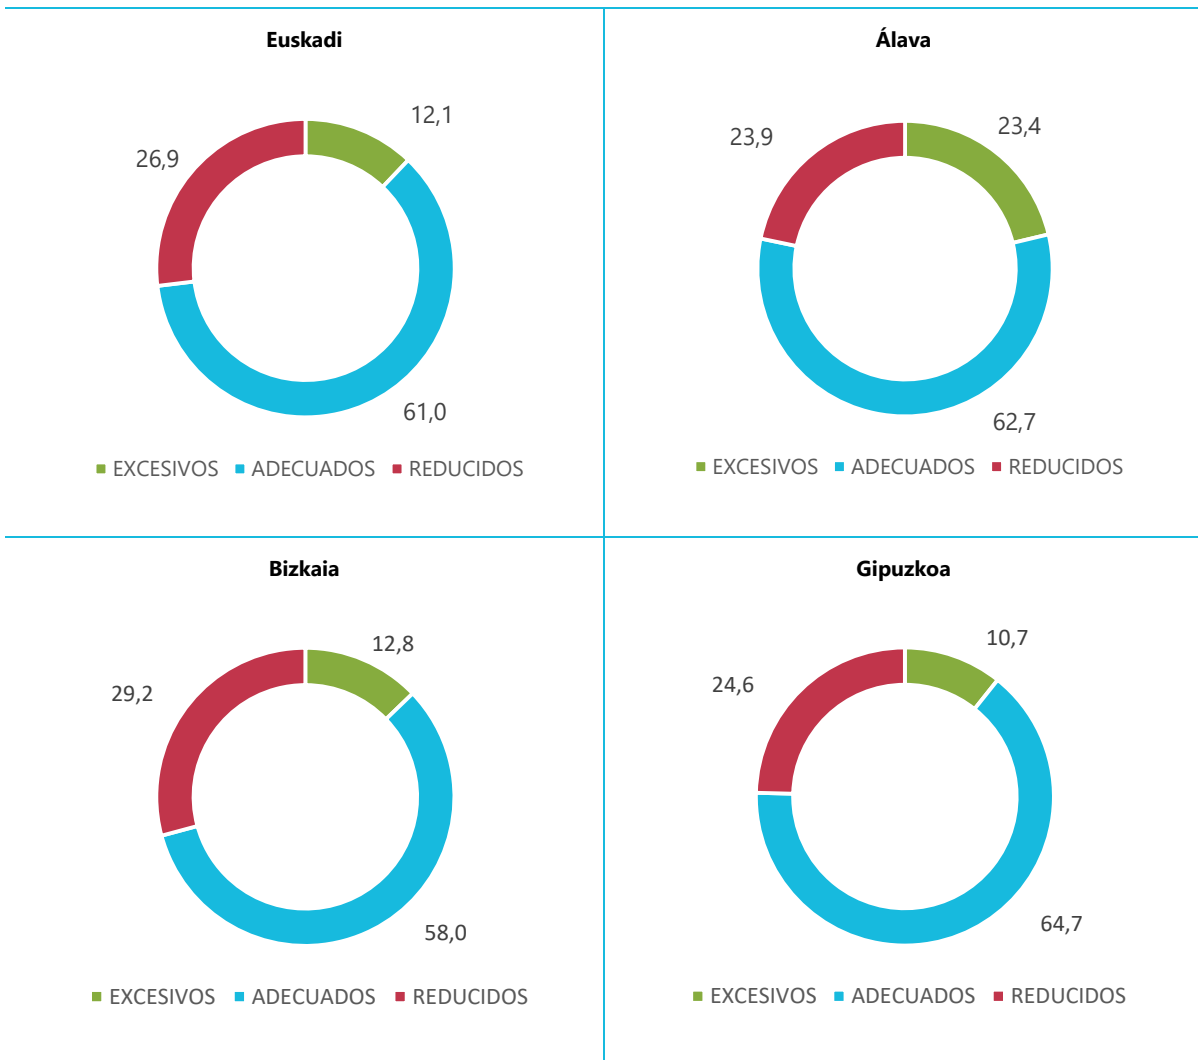 Euskadi
12,1
26,9
61,0
EXCESIVOS ADECUADOS REDUCIDOS
Álava
23,4
23,9
62,7
EXCESIVOS ADECUADOS REDUCIDOS
Bizkaia
12,8
29,2
58,0
EXCESIVOS ADECUADOS REDUCIDOS
Gipuzkoa
10,7
24,6
64,7
EXCESIVOS ADECUADOS REDUCIDOS